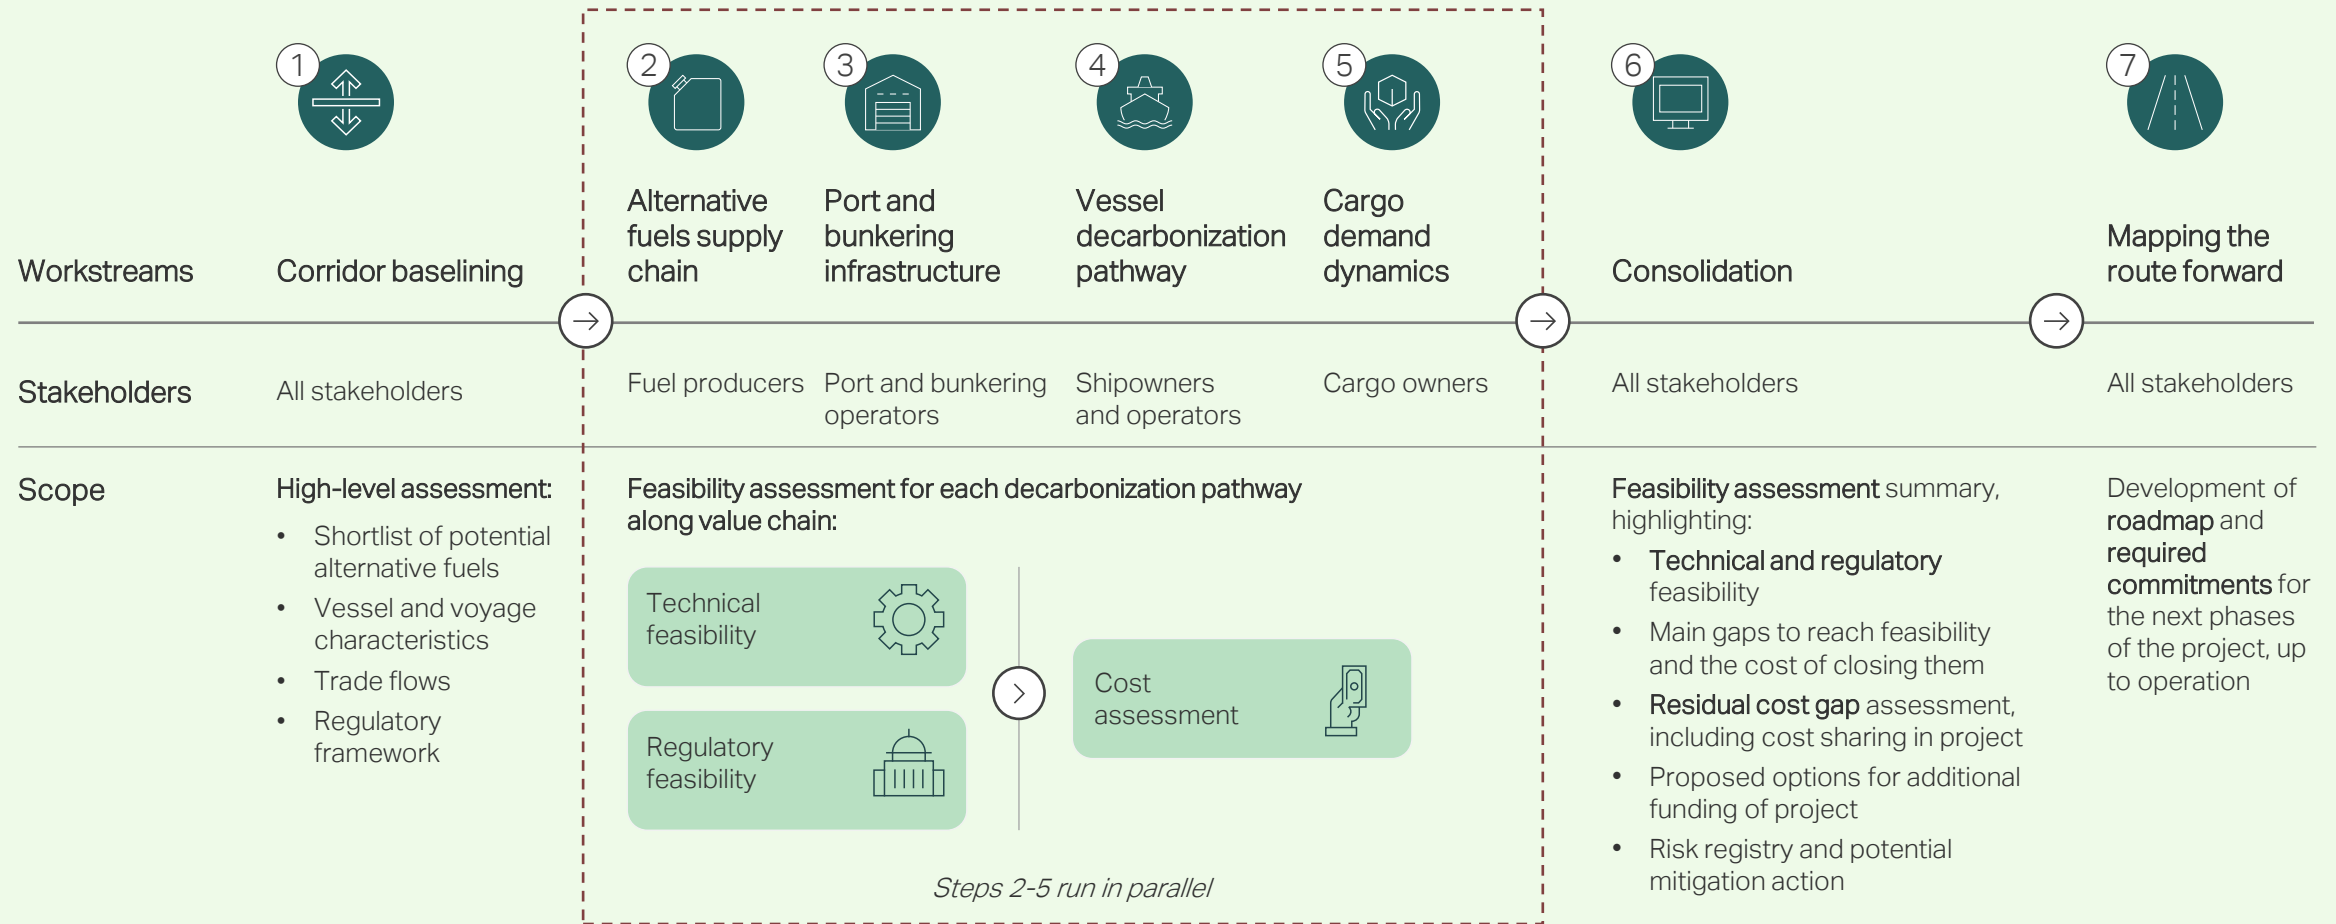 1
2
3
4
5
6
7
Workstreams
Corridor baselining
Alternative
fuels supply
chain
Port and
bunkering
infrastructure
Vessel
decarbonization
pathway
Cargo
demand
dynamics
Consolidation
Mapping the
route forward
Stakeholders
All stakeholders
Fuel producers
Port and bunkering
operators
Shipowners
and operators
Cargo owners
All stakeholders
All stakeholders
Scope
High-level assessment:
• Shortlist of potential
alternative fuels
• Vessel and voyage
characteristics
• Trade flows
• Regulatory
framework
Feasibility assessment for each decarbonization pathway
along value chain:
Technical
feasibility
Regulatory
feasibility
Cost
assessment
Steps 2-5 run in parallel
Feasibility assessment summary,
highlighting:
• Technical and regulatory
feasibility
• Main gaps to reach feasibility
and the cost of closing them
• Residual cost gap assessment,
including cost sharing in project
• Proposed options for additional
funding of project
• Risk registry and potential
mitigation action
Development of
roadmap and
required
commitments for
the next phases
of the project, up
to operation